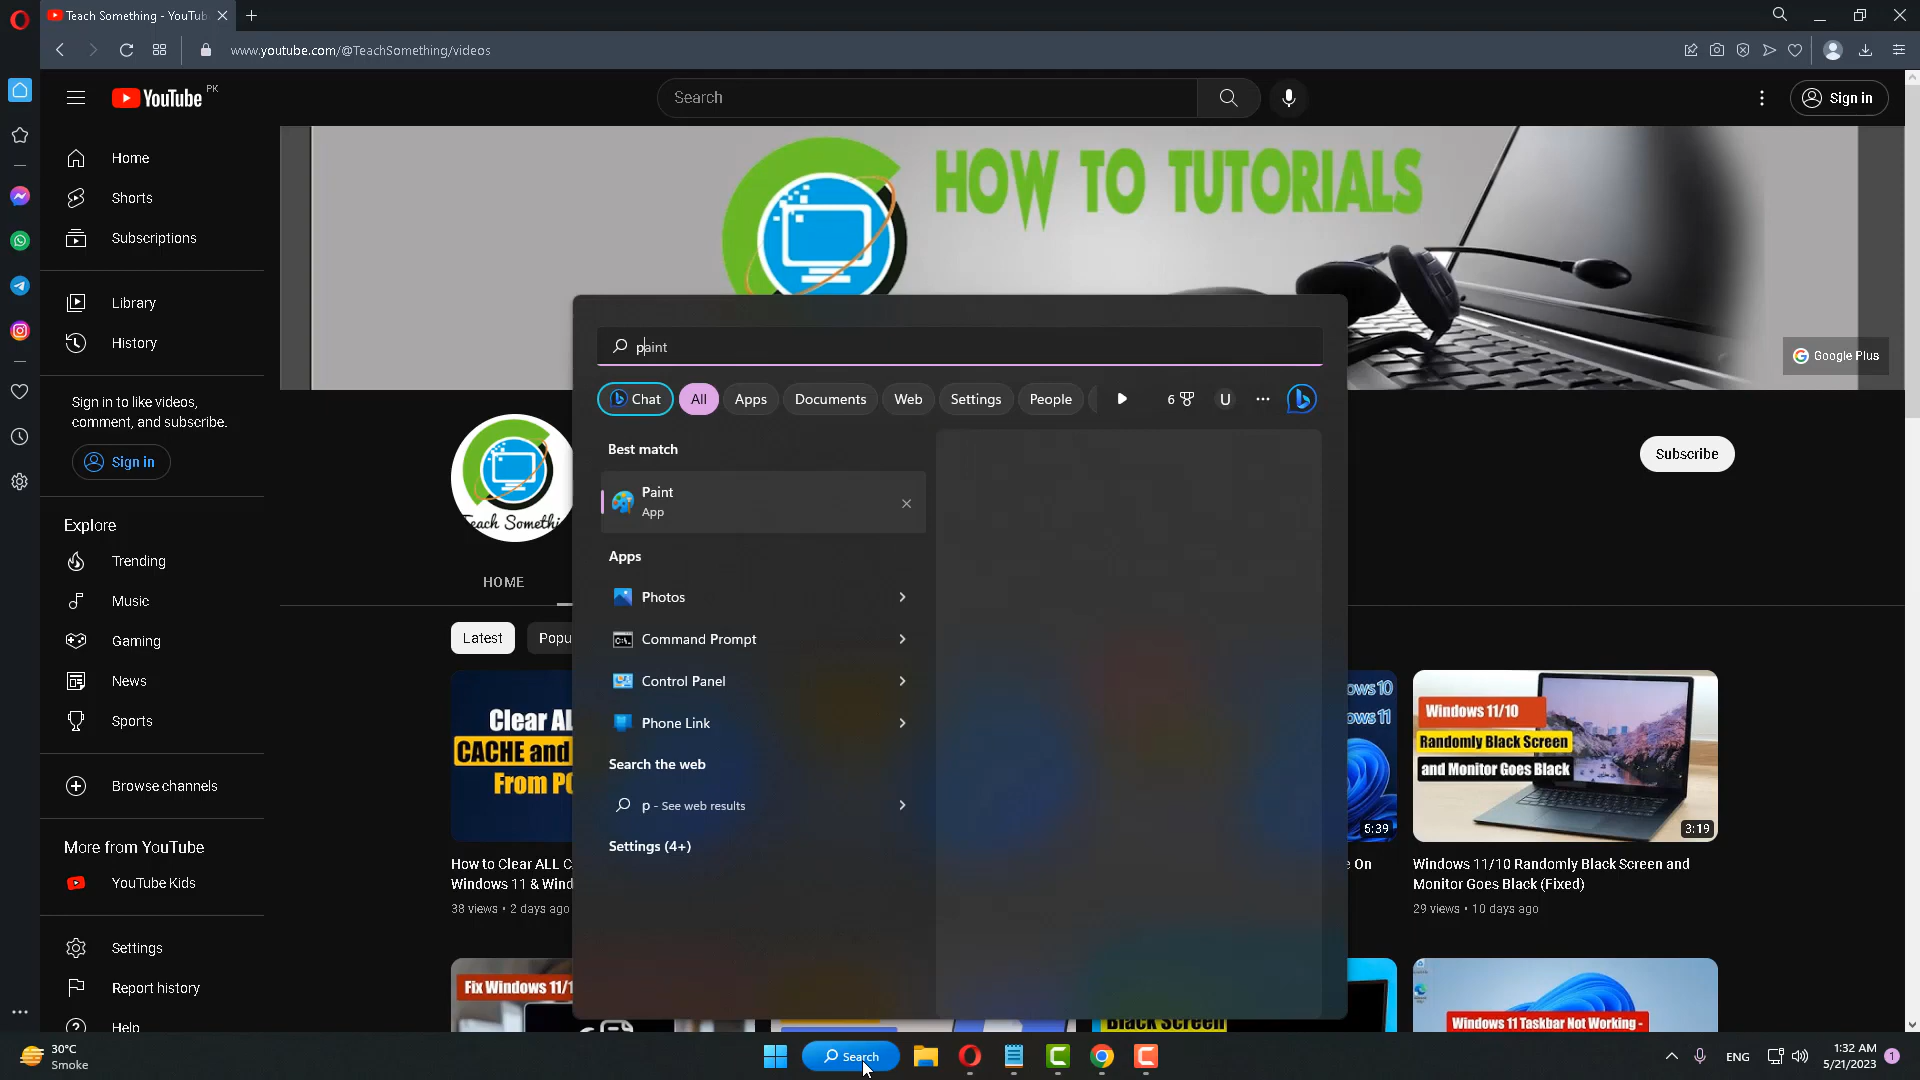 Teach Something - YouTub
www.youtube.com/@TeachSomething/videos
YouTube PK
Search
Sign in
Home
Shorts
Subscriptions
Library
History
Sign in to like videos,
comment, and subscribe.
Sign in
Explore
Trending
Music
Gaming
News
Sports
Browse channels
More from YouTube
YouTube Kids
Settings
Report history
Help
HOW TO TUTORIALS
Google Plus
Teach Somethi
Subscribe
HOME
Latest
Popu
paint
Chat
All
Apps
Documents
Web
Settings
People
6
U
Best match
Paint
App
Apps
Photos
Command Prompt
Control Panel
Phone Link
Search the web
p - See web results
Settings (4+)
Clear AL
CACHE and
From PC
How to Clear ALL C
Windows 11 & Wind
38 views • 2 days ago
ows 10
ows 11
5:39
e On
Windows 11/10
Randomly Black Screen
and Monitor Goes Black
3:19
Windows 11/10 Randomly Black Screen and
Monitor Goes Black (Fixed)
29 views • 10 days ago
Fix Windows 11/1
Black Screen
Windows 11 Taskbar Not Working -
30°C
Smoke
Search
ENG
1:32 AM
5/21/2023
1